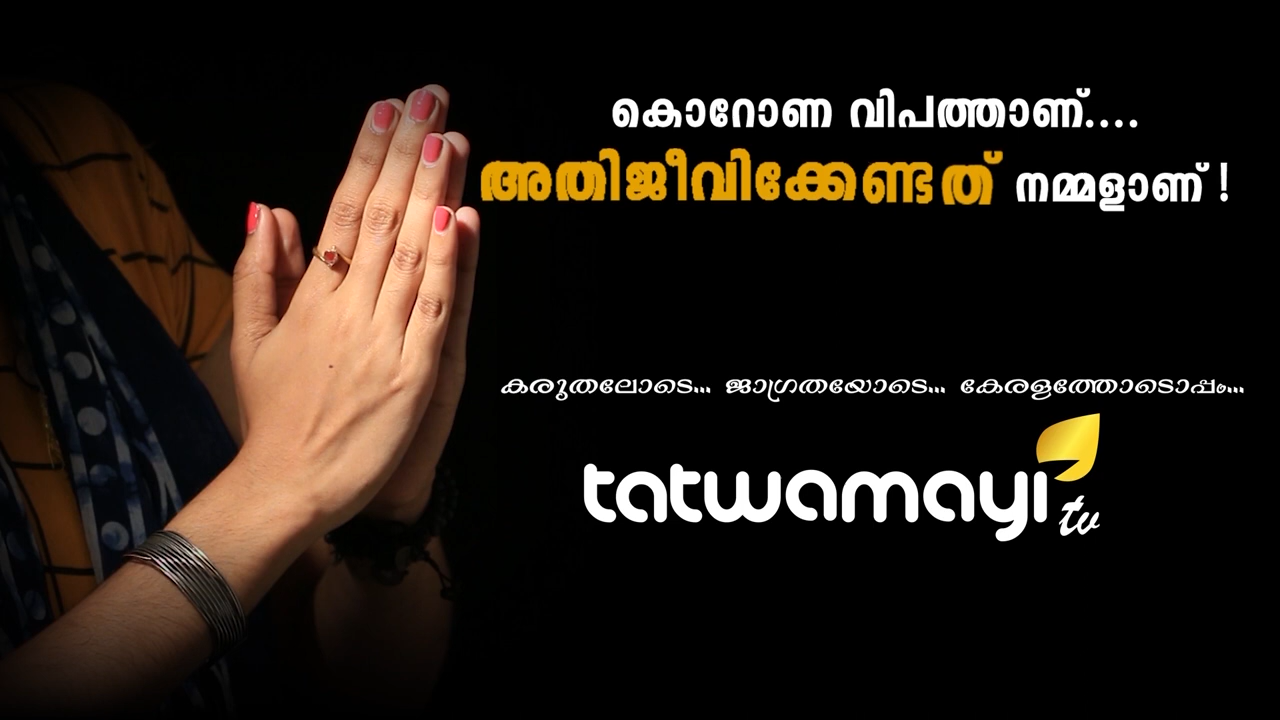 കൊറോണ വിപത്താണ്....
അതിജീവിക്കേണ്ടത് നമ്മളാണ് !
കരുതലോടെ... ജാഗ്രതയോടെ... കേരളത്തോടൊപ്പം...
tatwamayi
tv